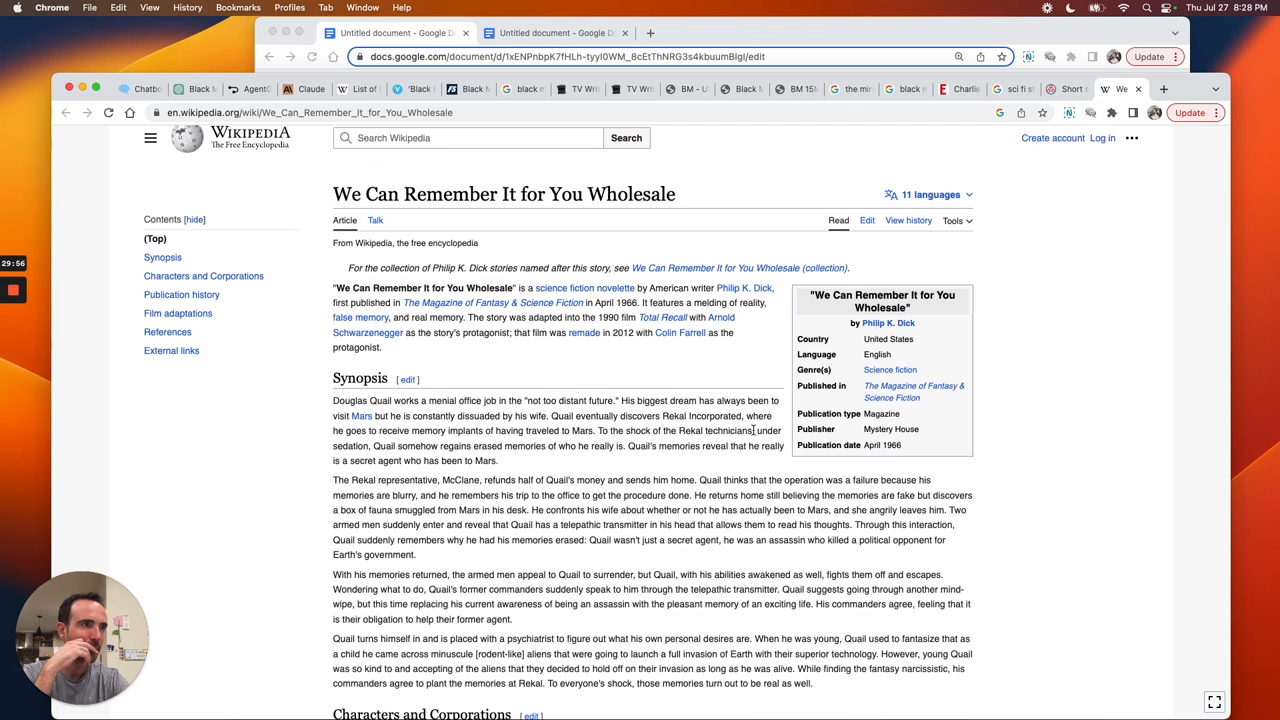 Chrome File Edit View History Bookmarks Profiles Tab Window Help
Thu Jul 27 8:28 PM
Untitled document - Google D
Untitled document - Google D
docs.google.com/document/d/1xENPnbpK7fHLh-tyyI0WM_8cEtThNRG3s4kbuumBIgI/edit
Update
Chatbo
Black M
AgentG
Claude
List of
'Black
Black M
black n
TV Writ
TV Writ
BM - U
Black M
BM 15M
the mir
black n
Charlie
sci fi st
Short s
We
en.wikipedia.org/wiki/We_Can_Remember_It_for_You_Wholesale
Update
WIKIPEDIA
The Free Encyclopedia
Search Wikipedia
Search
Create account Log in
We Can Remember It for You Wholesale
11 languages
Article Talk
Read Edit View history Tools
From Wikipedia, the free encyclopedia
Contents [hide]
(Top)
Synopsis
Characters and Corporations
Publication history
Film adaptations
References
External links
29:56
For the collection of Philip K. Dick stories named after this story, see We Can Remember It for You Wholesale (collection).
"We Can Remember It for You Wholesale" is a science fiction novelette by American writer Philip K. Dick,
first published in The Magazine of Fantasy & Science Fiction in April 1966. It features a melding of reality,
false memory, and real memory. The story was adapted into the 1990 film Total Recall with Arnold
Schwarzenegger as the story's protagonist; that film was remade in 2012 with Colin Farrell as the
protagonist.
"We Can Remember It for You
Wholesale"
by Philip K. Dick
Country United States
Language English
Genre(s) Science fiction
Published in The Magazine of Fantasy &
Science Fiction
Publication type Magazine
Publisher Mystery House
Publication date April 1966
Synopsis [ edit ]
Douglas Quail works a menial office job in the "not too distant future." His biggest dream has always been to
visit Mars but he is constantly dissuaded by his wife. Quail eventually discovers Rekal Incorporated, where
he goes to receive memory implants of having traveled to Mars. To the shock of the Rekal technicians, under
sedation, Quail somehow regains erased memories of who he really is. Quail's memories reveal that he really
is a secret agent who has been to Mars.
The Rekal representative, McClane, refunds half of Quail's money and sends him home. Quail thinks that the operation was a failure because his
memories are blurry, and he remembers his trip to the office to get the procedure done. He returns home still believing the memories are fake but discovers
a box of fauna smuggled from Mars in his desk. He confronts his wife about whether or not he has actually been to Mars, and she angrily leaves him. Two
armed men suddenly enter and reveal that Quail has a telepathic transmitter in his head that allows them to read his thoughts. Through this interaction,
Quail suddenly remembers why he had his memories erased: Quail wasn't just a secret agent, he was an assassin who killed a political opponent for
Earth's government.
With his memories returned, the armed men appeal to Quail to surrender, but Quail, with his abilities awakened as well, fights them off and escapes.
Wondering what to do, Quail's former commanders suddenly speak to him through the telepathic transmitter. Quail suggests going through another mind-
wipe, but this time replacing his current awareness of being an assassin with the pleasant memory of an exciting life. His commanders agree, feeling that it
is their obligation to help their former agent.
Quail turns himself in and is placed with a psychiatrist to figure out what his own personal desires are. When he was young, Quail used to fantasize that as
a child he came across minuscule [rodent-like] aliens that were going to launch a full invasion of Earth with their superior technology. However, young Quail
was so kind to and accepting of the aliens that they decided to hold off on their invasion as long as he was alive. While finding the fantasy narcissistic, his
commanders agree to plant the memories at Rekal. To everyone's shock, those memories turn out to be real as well.
Characters and Corporations [ edit ]